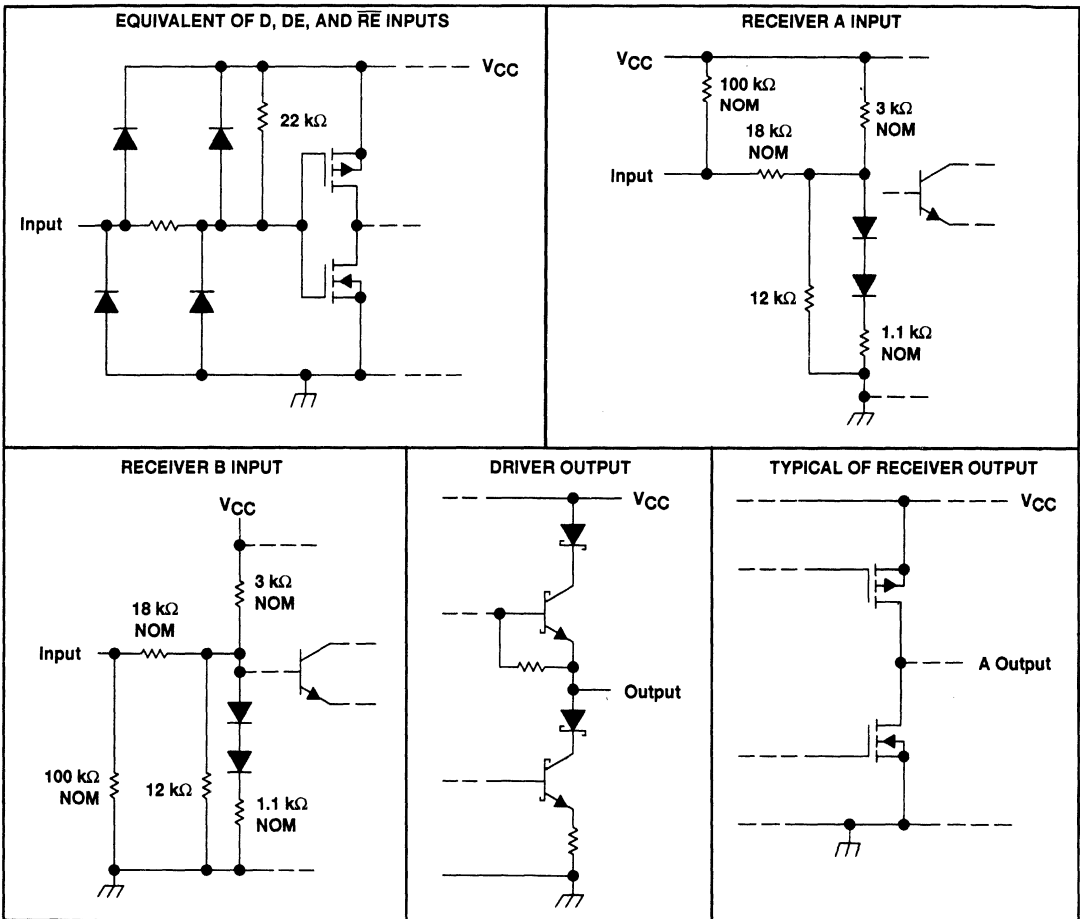 EQUIVALENT OF D, DE, AND R̅E̅ INPUTS
VCC
22 kΩ
Input
RECEIVER A INPUT
VCC
100 kΩ
NOM
3 kΩ
NOM
18 kΩ
NOM
Input
12 kΩ
1.1 kΩ
NOM
RECEIVER B INPUT
VCC
3 kΩ
NOM
18 kΩ
NOM
Input
100 kΩ
NOM
12 kΩ
1.1 kΩ
NOM
DRIVER OUTPUT
VCC
Output
TYPICAL OF RECEIVER OUTPUT
VCC
A Output